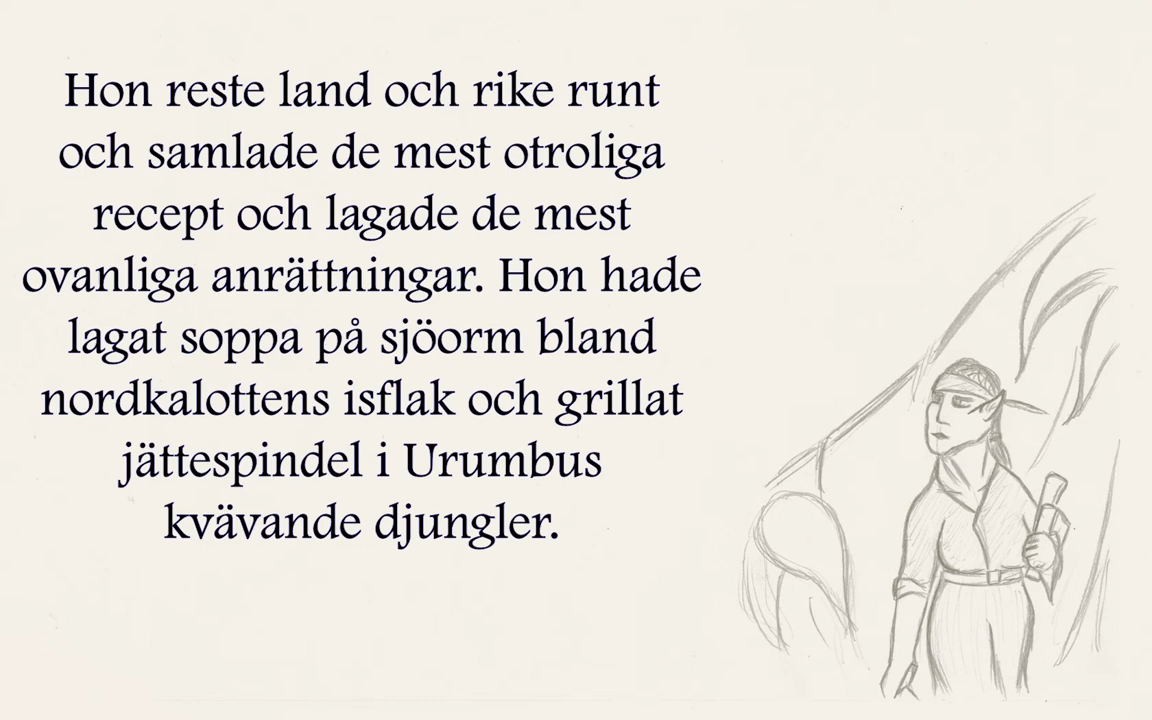 Hon reste land och rike runt
och samlade de mest otroliga
recept och lagade de mest
ovanliga anrättningar. Hon hade
lagat soppa på sjöorm bland
nordkalottens isflak och grillat
jättespindel i Urumbus
kvävande djungler.